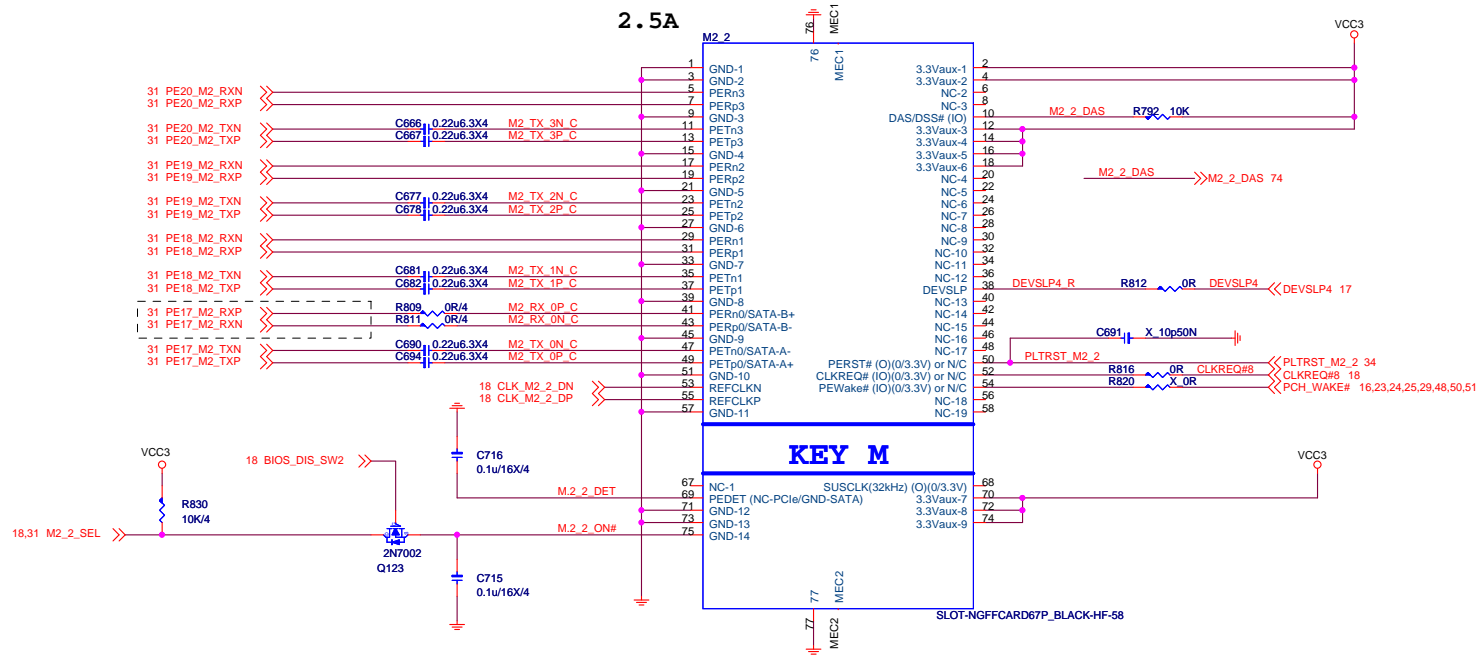 2.5A
76
MEC1
VCC3
M2_2
76
MEC1
1 GND-1 3.3Vaux-1 2
3 GND-2 3.3Vaux-2 4
31 PE20_M2_RXN 5 PERn3 NC-2 6
31 PE20_M2_RXP 7 PERp3 NC-3 8
9 GND-3 DAS/DSS# (IO) 10 M2_2_DAS R792 10K
31 PE20_M2_TXN C666 0.22u6.3X4 M2_TX_3N_C 11 PETn3 3.3Vaux-3 12
31 PE20_M2_TXP C667 0.22u6.3X4 M2_TX_3P_C 13 PETp3 3.3Vaux-4 14
15 GND-4 3.3Vaux-5 16
31 PE19_M2_RXN 17 PERn2 3.3Vaux-6 18
31 PE19_M2_RXP 19 PERp2 NC-4 20 M2_2_DAS M2_2_DAS 74
21 GND-5 NC-5 22
31 PE19_M2_TXN C677 0.22u6.3X4 M2_TX_2N_C 23 PETn2 NC-6 24
31 PE19_M2_TXP C678 0.22u6.3X4 M2_TX_2P_C 25 PETp2 NC-7 26
27 GND-6 NC-8 28
31 PE18_M2_RXN 29 PERn1 NC-9 30
31 PE18_M2_RXP 31 PERp1 NC-10 32
33 GND-7 NC-11 34
31 PE18_M2_TXN C681 0.22u6.3X4 M2_TX_1N_C 35 PETn1 NC-12 36
31 PE18_M2_TXP C682 0.22u6.3X4 M2_TX_1P_C 37 PETp1 DEVSLP 38 DEVSLP4_R R812 0R DEVSLP4 DEVSLP4 17
39 GND-8 NC-13 40
31 PE17_M2_RXP R809 0R/4 M2_RX_0P_C 41 PERn0/SATA-B+ NC-14 42
31 PE17_M2_RXN R811 0R/4 M2_RX_0N_C 43 PERp0/SATA-B- NC-15 44
45 GND-9 NC-16 46 C691 X_10p50N
31 PE17_M2_TXN C690 0.22u6.3X4 M2_TX_0N_C 47 PETn0/SATA-A- NC-17 48
31 PE17_M2_TXP C694 0.22u6.3X4 M2_TX_0P_C 49 PETp0/SATA-A+ PERST# (O)(0/3.3V) or N/C 50 PLTRST_M2_2 PLTRST_M2_2 34
51 GND-10 CLKREQ# (IO)(0/3.3V) or N/C 52 R816 0R CLKREQ#8 CLKREQ#8 18
18 CLK_M2_2_DN 53 REFCLKN PEWake# (IO)(0/3.3V) or N/C 54 R820 X_0R PCH_WAKE# 16,23,24,25,29,48,50,51
18 CLK_M2_2_DP 55 REFCLKP NC-18 56
57 GND-11 NC-19 58
KEY M
VCC3
18 BIOS_DIS_SW2
C716
0.1u/16X/4
VCC3
67 NC-1 SUSCLK(32kHz) (O)(0/3.3V) 68
M.2_2_DET 69 PEDET (NC-PCIe/GND-SATA) 3.3Vaux-7 70
R830
10K/4
71 GND-12 3.3Vaux-8 72
73 GND-13 3.3Vaux-9 74
18,31 M2_2_SEL M.2_2_ON# 75 GND-14
2N7002
Q123
C715
0.1u/16X/4
77
MEC2
SLOT-NGFFCARD67P_BLACK-HF-58
77
MEC2